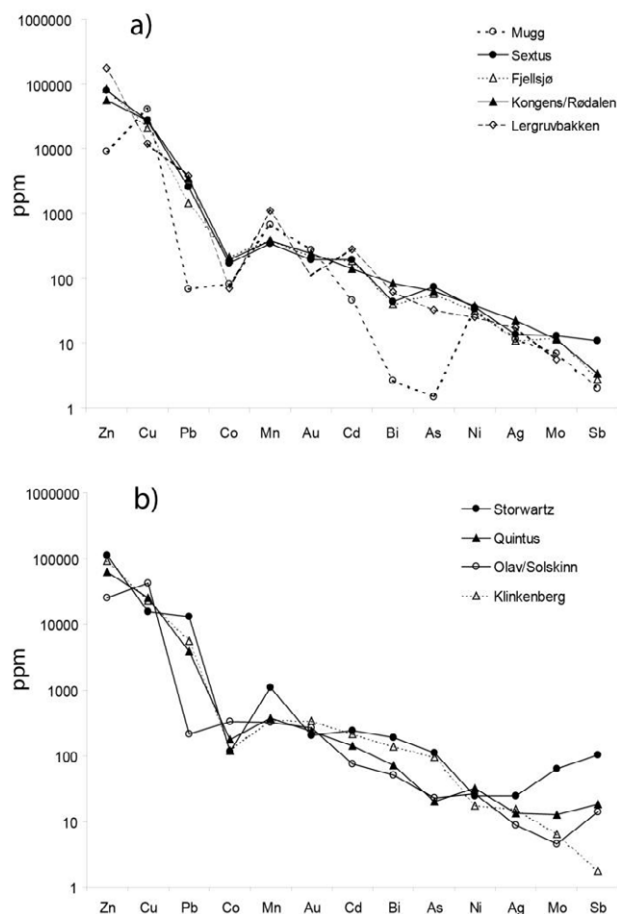 a)
Mugg
Sextus
Fjellsjø
Kongens/Rødalen
Lergruvbakken
1000000
100000
10000
1000
100
10
1
ppm
Zn Cu Pb Co Mn Au Cd Bi As Ni Ag Mo Sb
b)
Storwartz
Quintus
Olav/Solskinn
Klinkenberg
1000000
100000
10000
1000
100
10
1
ppm
Zn Cu Pb Co Mn Au Cd Bi As Ni Ag Mo Sb